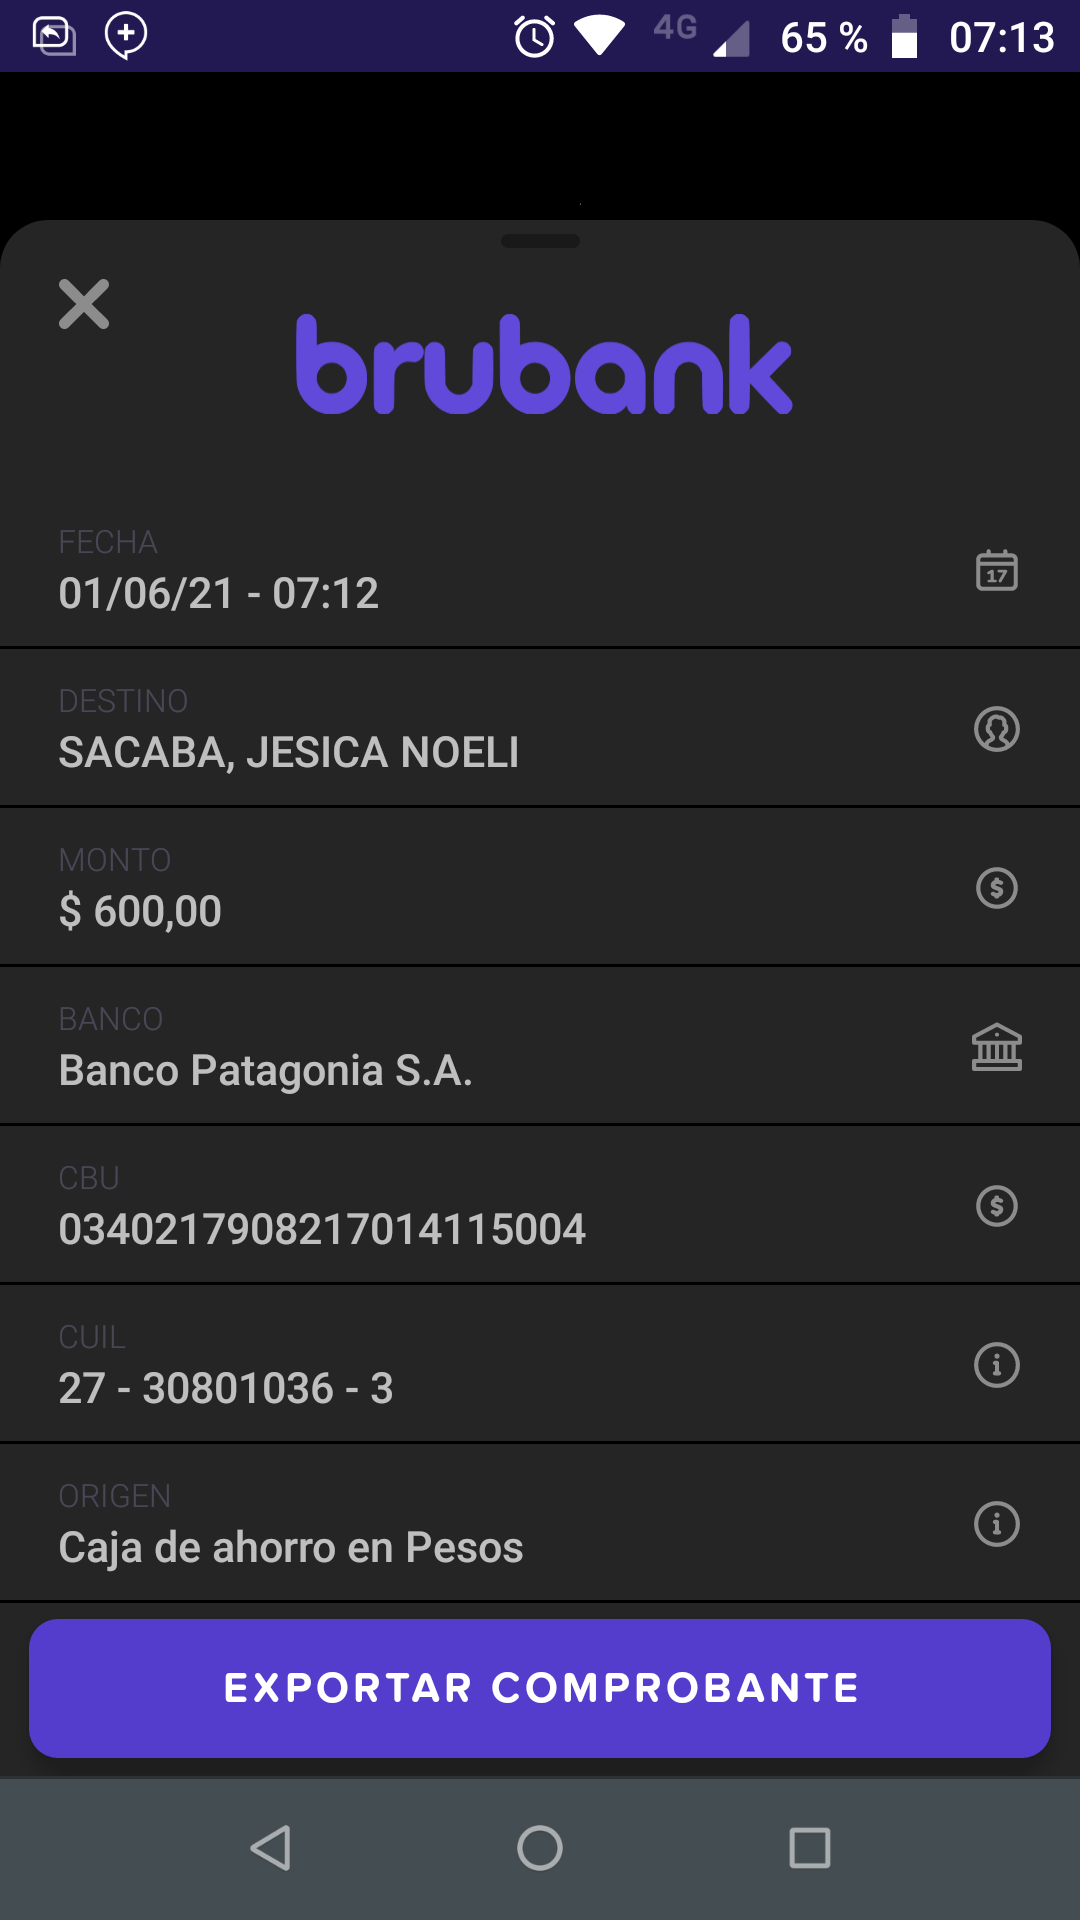 4G 65 % 07:13
brubank
FECHA
01/06/21 - 07:12
17
DESTINO
SACABA, JESICA NOELI
MONTO
$ 600,00
$
BANCO
Banco Patagonia S.A.
CBU
0340217908217014115004
$
CUIL
27 - 30801036 - 3
i
ORIGEN
Caja de ahorro en Pesos
i
EXPORTAR COMPROBANTE